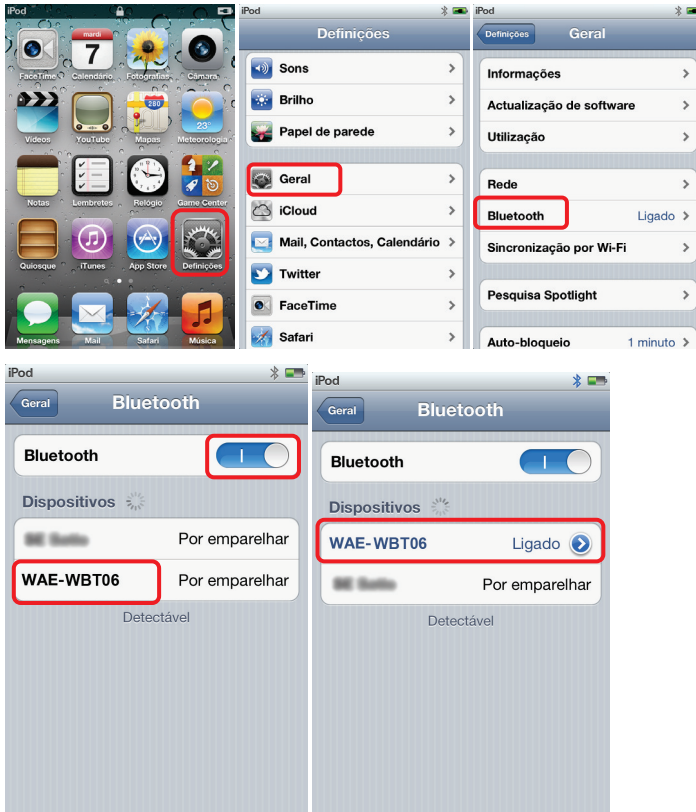 iPod
FaceTime
mardi
7
Calendário
Fotografias
Câmara
Vídeos
YouTube
280
Mapas
23°
Meteorologia
Notas
Lembretes
Relógio
Game Center
Quiosque
iTunes
App Store
Definições
Mensagens
Mail
Safari
Música
iPod
Definições
Sons
Brilho
Papel de parede
Geral
iCloud
Mail, Contactos, Calendário
Twitter
FaceTime
Safari
iPod
Definições
Geral
Informações
Actualização de software
Utilização
Rede
Bluetooth Ligado
Sincronização por Wi-Fi
Pesquisa Spotlight
Auto-bloqueio 1 minuto
iPod
Geral
Bluetooth
Bluetooth
Dispositivos
Por emparelhar
WAE-WBT06 Por emparelhar
Detectável
iPod
Geral
Bluetooth
Bluetooth
Dispositivos
WAE-WBT06 Ligado
Por emparelhar
Detectável